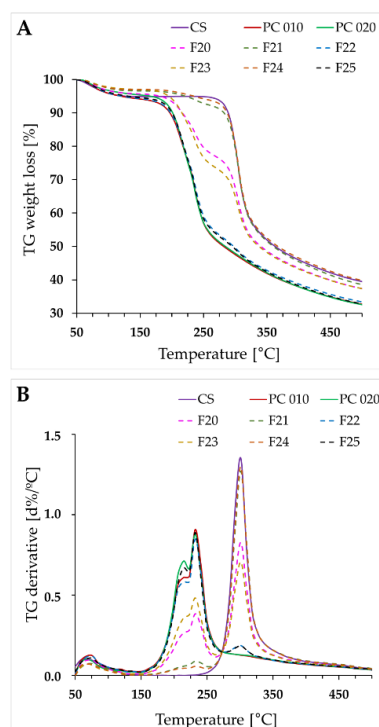 A
CS PC 010 PC 020
F20 F21 F22
F23 F24 F25
TG weight loss [%]
100
90
80
70
60
50
40
30
50 150 250 350 450
Temperature [°C]
B
CS PC 010 PC 020
F20 F21 F22
F23 F24 F25
TG derivative [d%/ºC]
1.5
1.0
0.5
0.0
50 150 250 350 450
Temperature [°C]